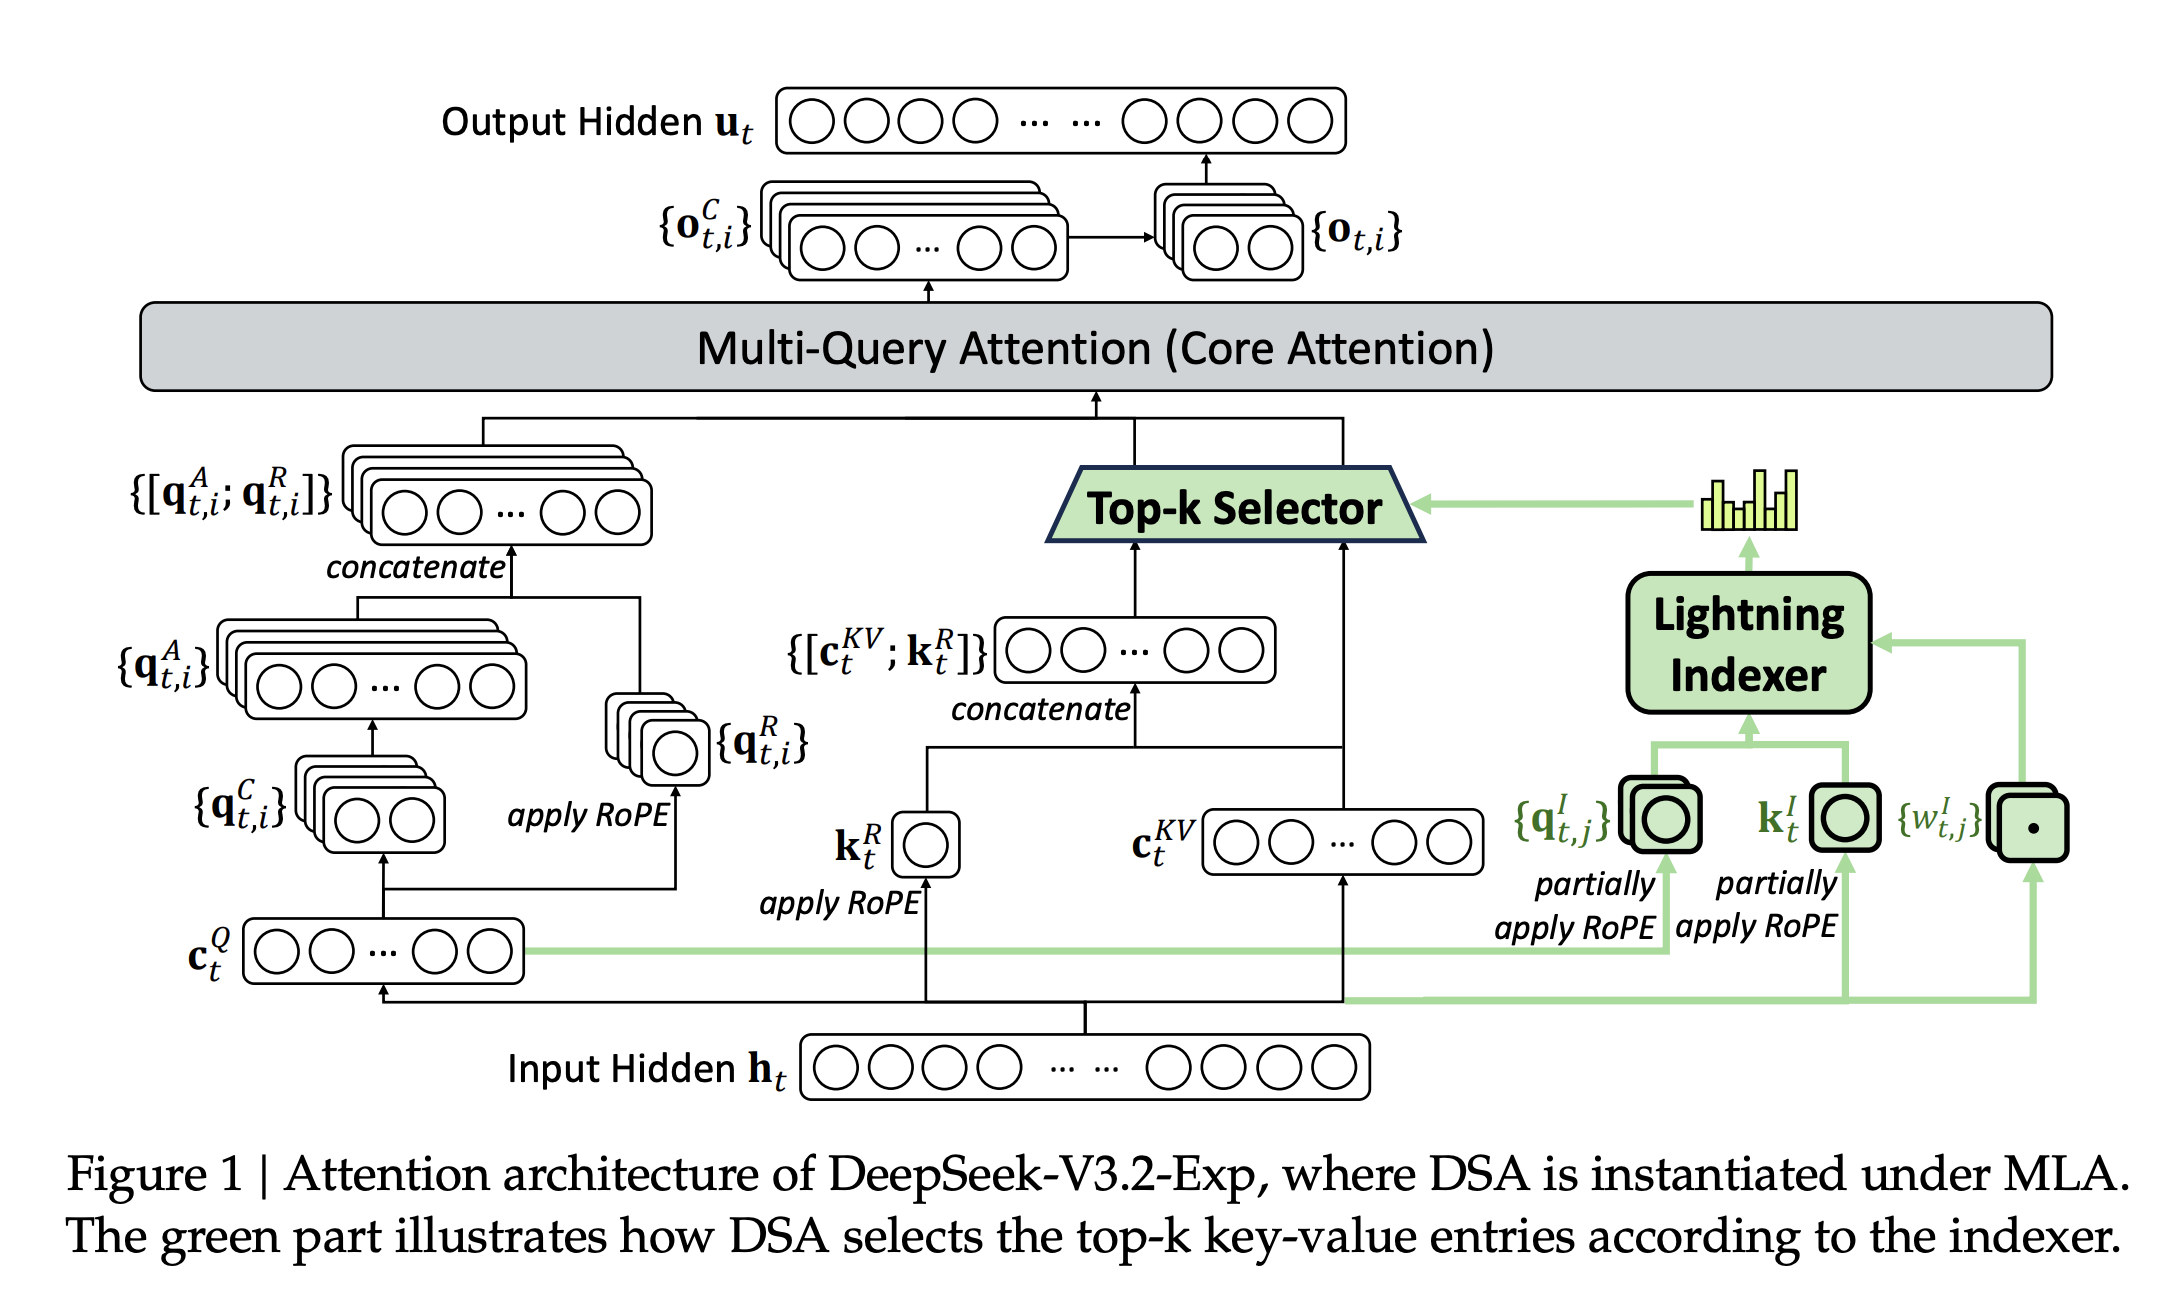 Output Hidden 𝐮_t
{𝐨^C_{t,i}}
{𝐨_{t,i}}
Multi-Query Attention (Core Attention)
{[𝐪^A_{t,i}; 𝐪^R_{t,i}]}
concatenate
Top-k Selector
{𝐪^A_{t,i}}
{𝐪^R_{t,i}}
{[𝐜^{KV}_t; 𝐤^R_t]}
concatenate
Lightning
Indexer
{𝐪^C_{t,i}}
apply RoPE
𝐤^R_t
apply RoPE
𝐜^{KV}_t
{𝐪^I_{t,j}}
partially
apply RoPE
𝐤^I_t
partially
apply RoPE
{w^I_{t,j}}
𝐜^Q_t
Input Hidden 𝐡_t
Figure 1 | Attention architecture of DeepSeek-V3.2-Exp, where DSA is instantiated under MLA.
The green part illustrates how DSA selects the top-k key-value entries according to the indexer.